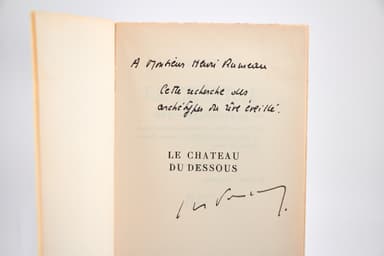 A Monsieur Henri Rumeau
Cette recherche des
archétypes du rêve éveillé.
LE CHATEAU
DU DESSOUS